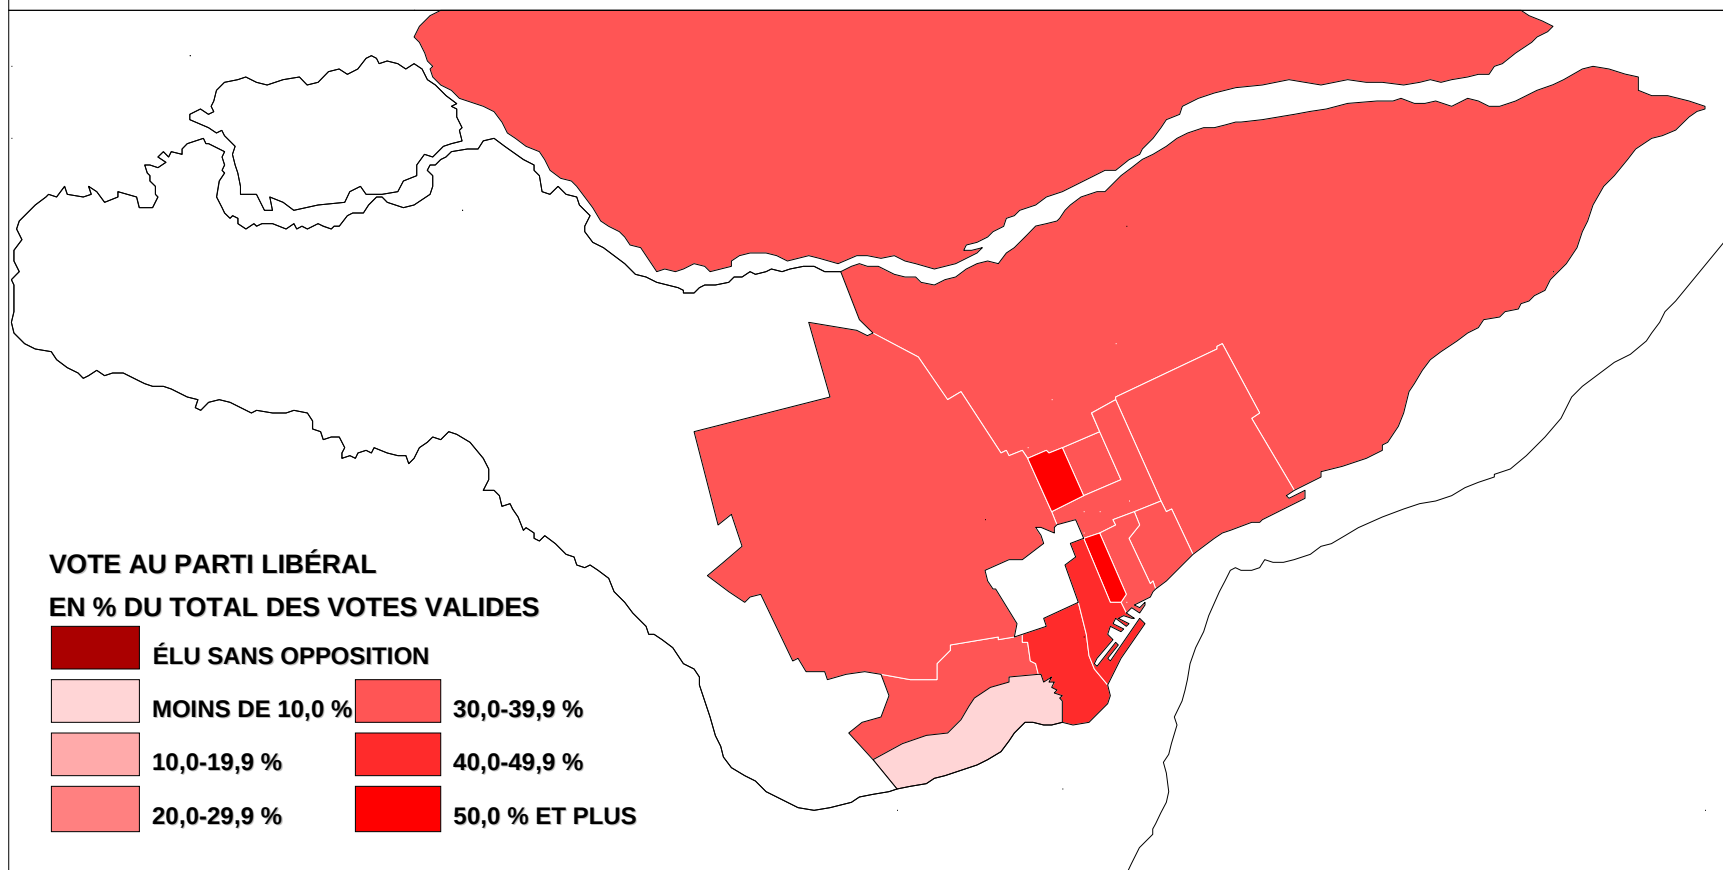 VOTE AU PARTI LIBÉRAL
EN % DU TOTAL DES VOTES VALIDES
ÉLU SANS OPPOSITION
MOINS DE 10,0 %
30,0-39,9 %
10,0-19,9 %
40,0-49,9 %
20,0-29,9 %
50,0 % ET PLUS